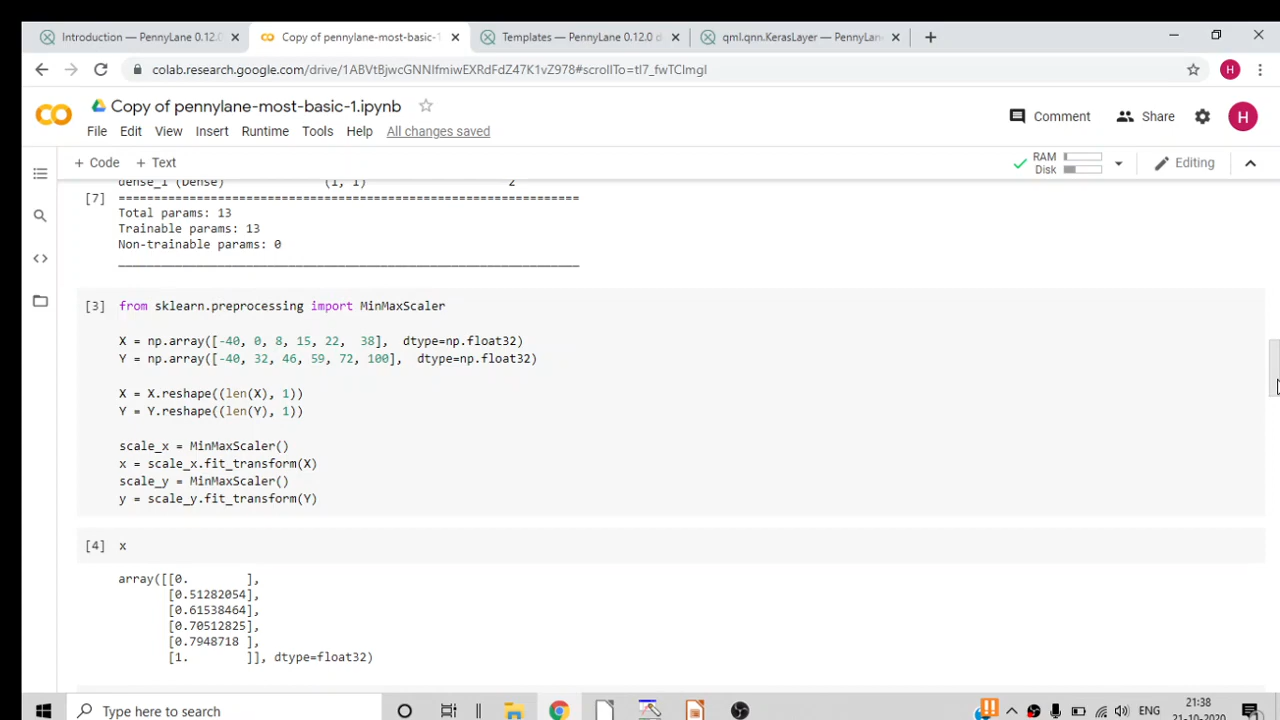 Introduction — PennyLane 0.12.0
Copy of pennylane-most-basic-1
Templates — PennyLane 0.12.0 d
qml.qnn.KerasLayer — PennyLane
colab.research.google.com/drive/1ABVtBjwcGNNIfmiwEXRdFdZ47K1vZ978#scrollTo=tI7_fwTCImgI
H
Copy of pennylane-most-basic-1.ipynb
Comment
Share
H
File Edit View Insert Runtime Tools Help All changes saved
+ Code + Text
RAM
Disk
Editing
dense_1 (Dense) (1, 1) 2
[7] =================================================================
Total params: 13
Trainable params: 13
Non-trainable params: 0
_________________________________________________________________
[3] from sklearn.preprocessing import MinMaxScaler
X = np.array([-40, 0, 8, 15, 22, 38], dtype=np.float32)
Y = np.array([-40, 32, 46, 59, 72, 100], dtype=np.float32)
X = X.reshape((len(X), 1))
Y = Y.reshape((len(Y), 1))
scale_x = MinMaxScaler()
x = scale_x.fit_transform(X)
scale_y = MinMaxScaler()
y = scale_y.fit_transform(Y)
[4] x
array([[0. ],
[0.51282054],
[0.61538464],
[0.70512825],
[0.7948718 ],
[1. ]], dtype=float32)
Type here to search
ENG
21:38
21-10-2020